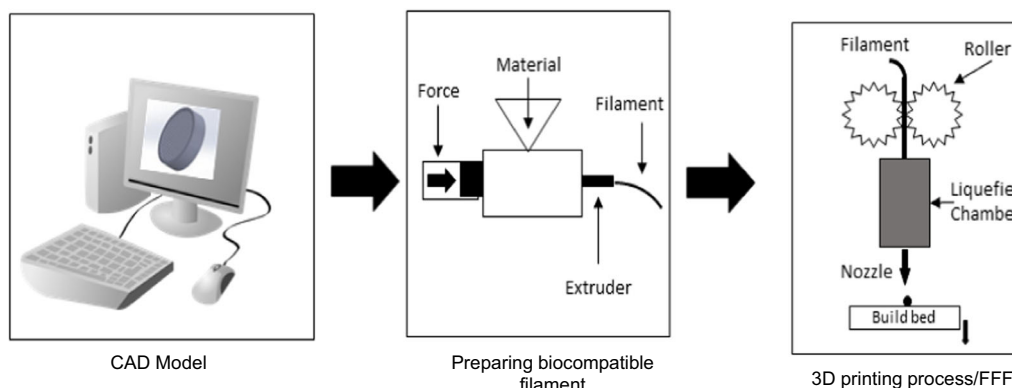 Force
Material
Filament
Extruder
Filament
Roller
Liquefie
Chambe
Nozzle
Build bed
CAD Model
Preparing biocompatible
filament
3D printing process/FFF